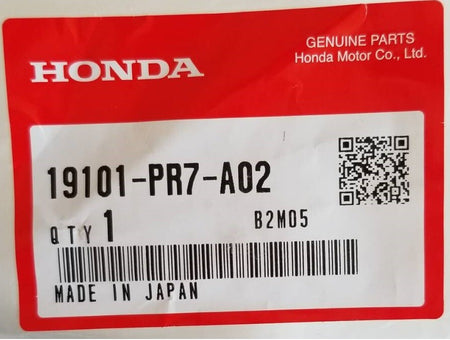 GENUINE PARTS
HONDA
Honda Motor Co., Ltd.
19101-PR7-A02
QTY 1
B2M05
MADE IN JAPAN